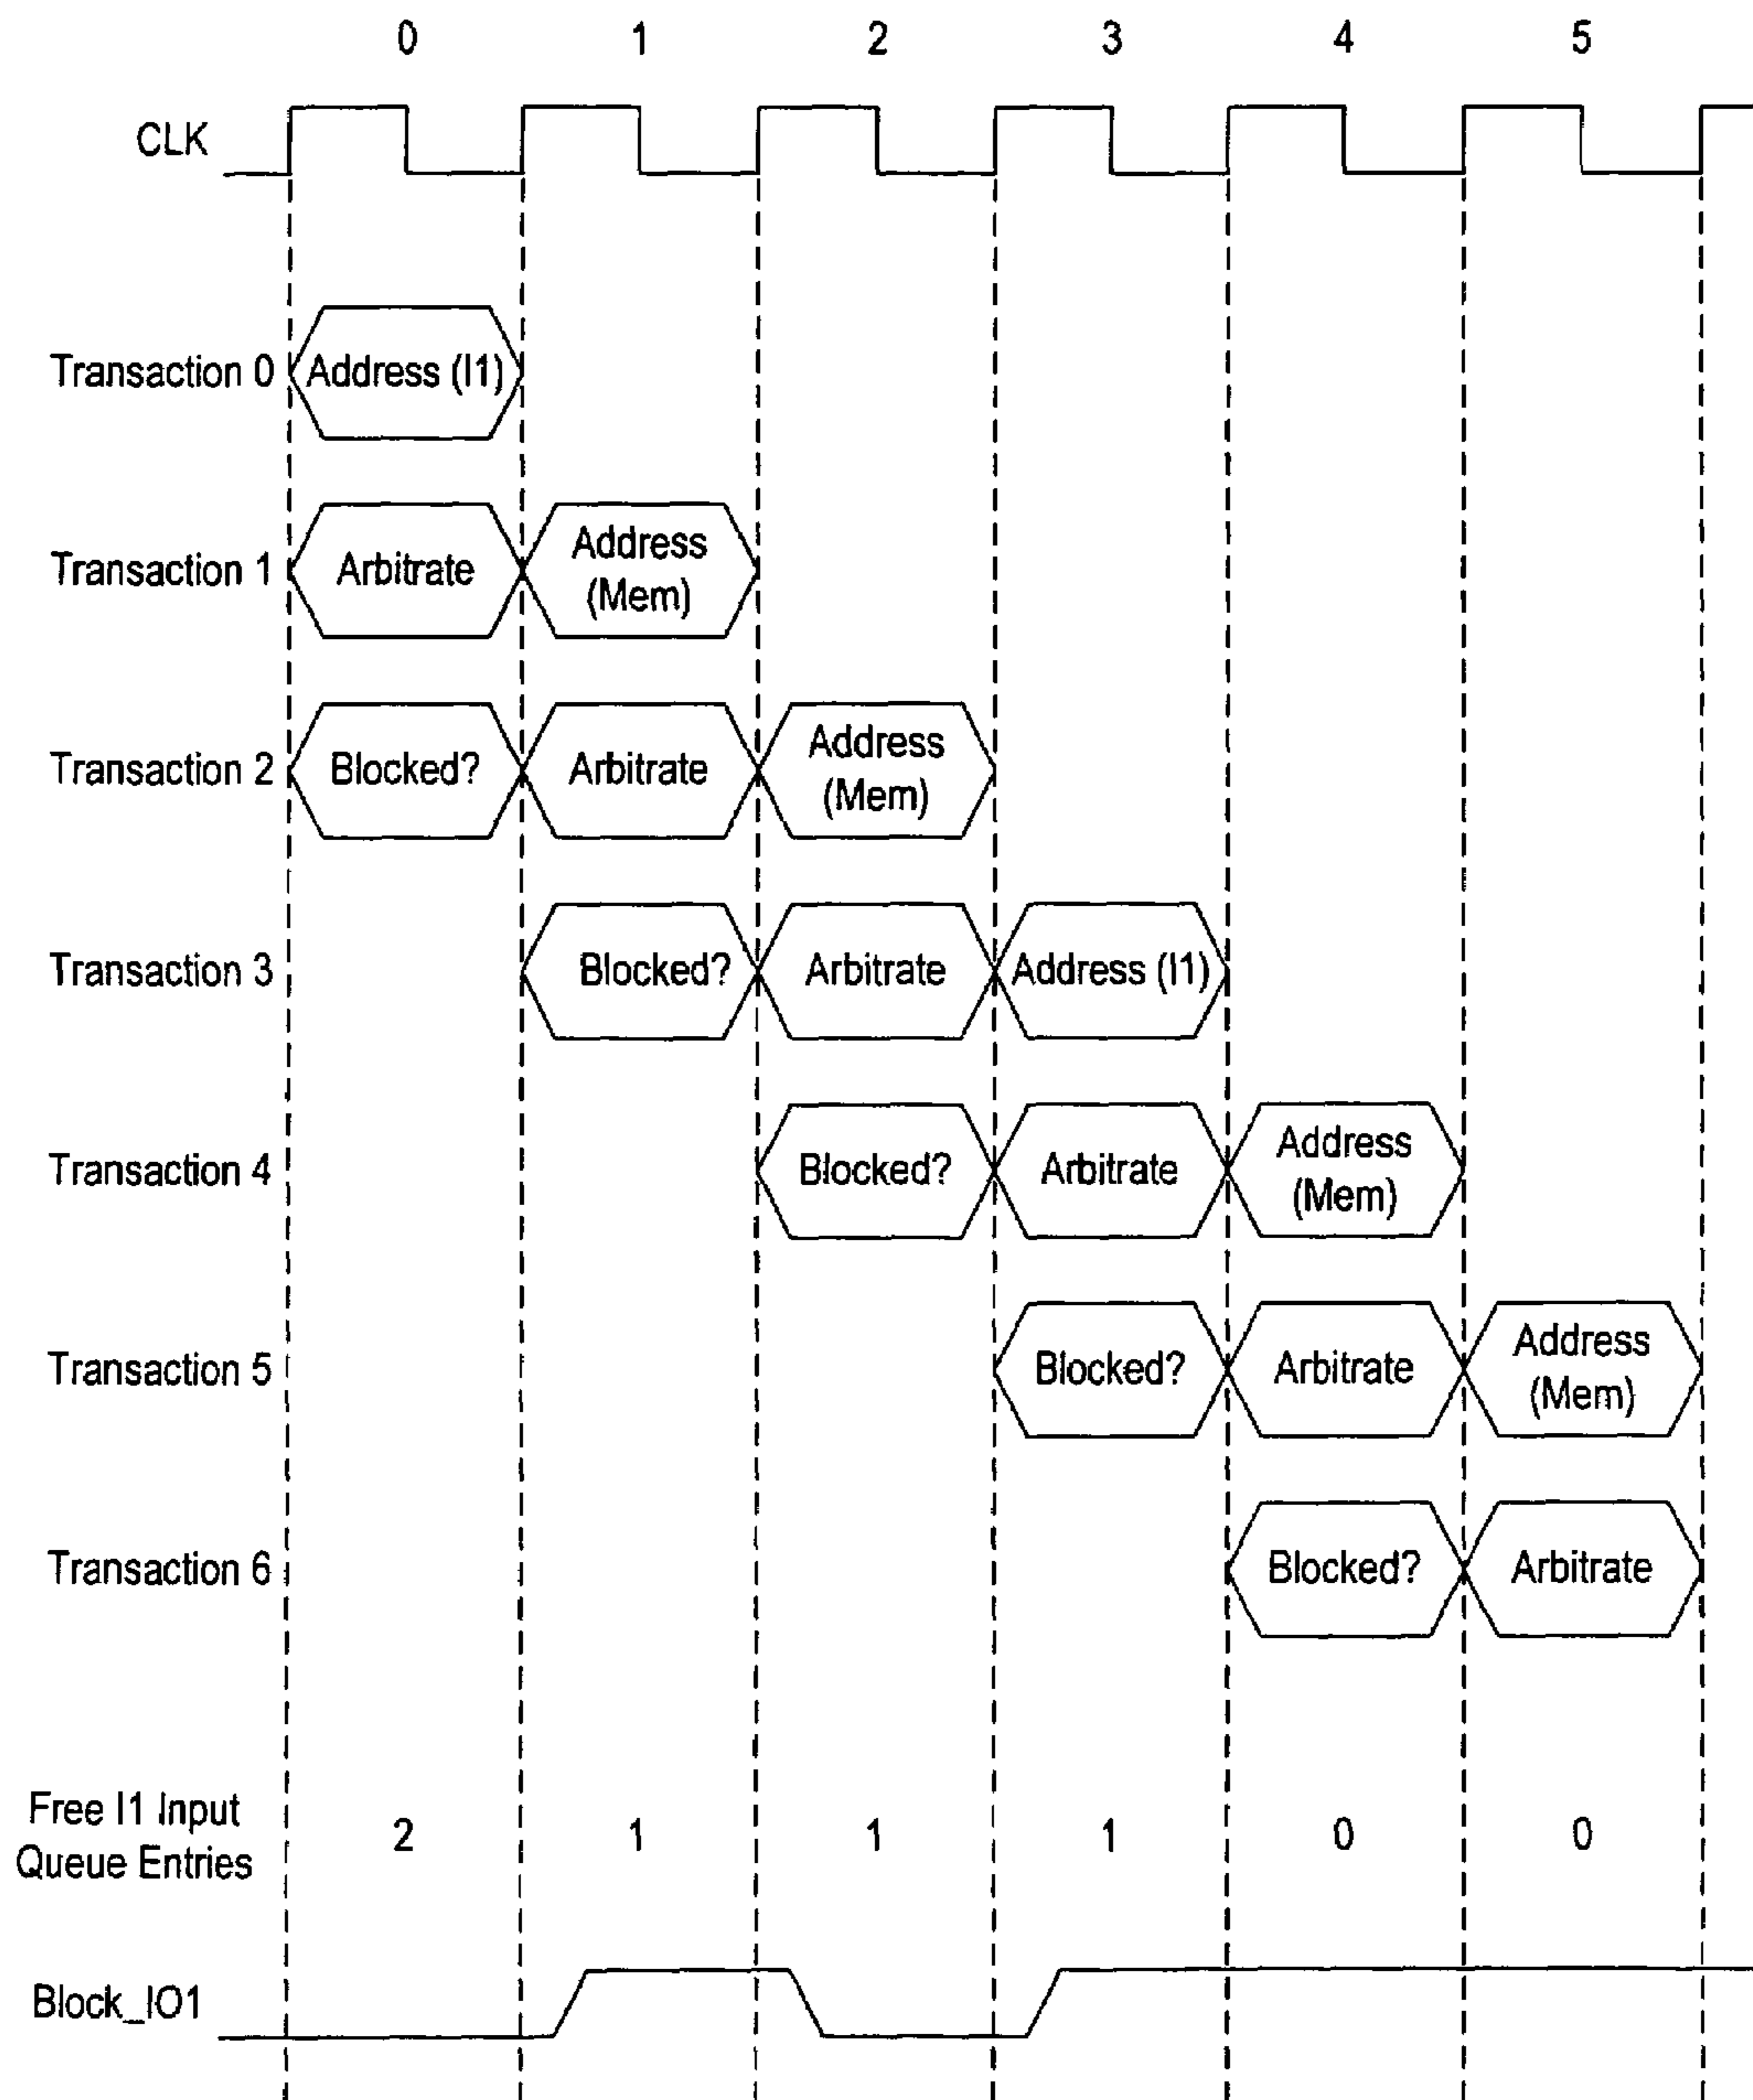 0 1 2 3 4 5
CLK
Transaction 0 Address (I1)
Transaction 1 Arbitrate Address
(Mem)
Transaction 2 Blocked? Arbitrate Address
(Mem)
Transaction 3 Blocked? Arbitrate Address (I1)
Transaction 4 Blocked? Arbitrate Address
(Mem)
Transaction 5 Blocked? Arbitrate Address
(Mem)
Transaction 6 Blocked? Arbitrate
Free I1 Input
Queue Entries 2 1 1 1 0 0
Block_IO1